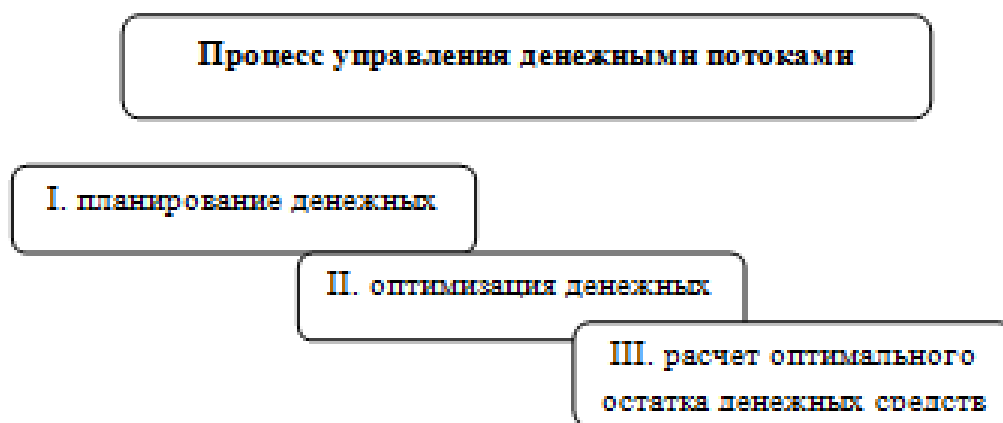 Процесс управления денежными потоками
I. планирование денежных
II. оптимизация денежных
III. расчет оптимального
остатка денежных средств